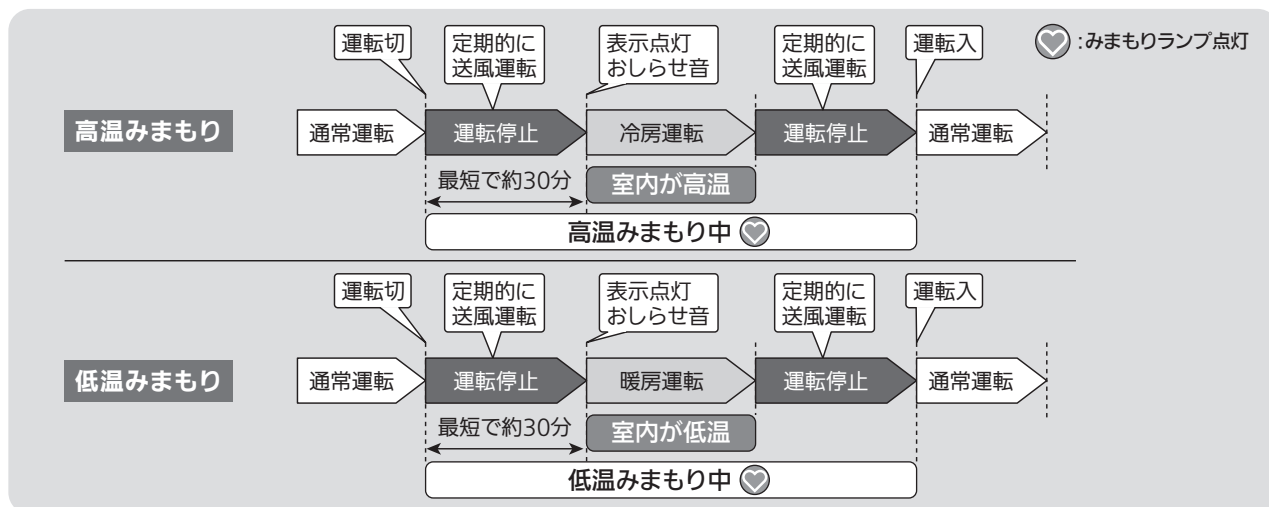 :みまもりランプ点灯
運転切
定期的に
送風運転
表示点灯
おしらせ音
定期的に
送風運転
運転入
高温みまもり
通常運転
運転停止
冷房運転
運転停止
通常運転
最短で約30分
室内が高温
高温みまもり中
運転切
定期的に
送風運転
表示点灯
おしらせ音
定期的に
送風運転
運転入
低温みまもり
通常運転
運転停止
暖房運転
運転停止
通常運転
最短で約30分
室内が低温
低温みまもり中